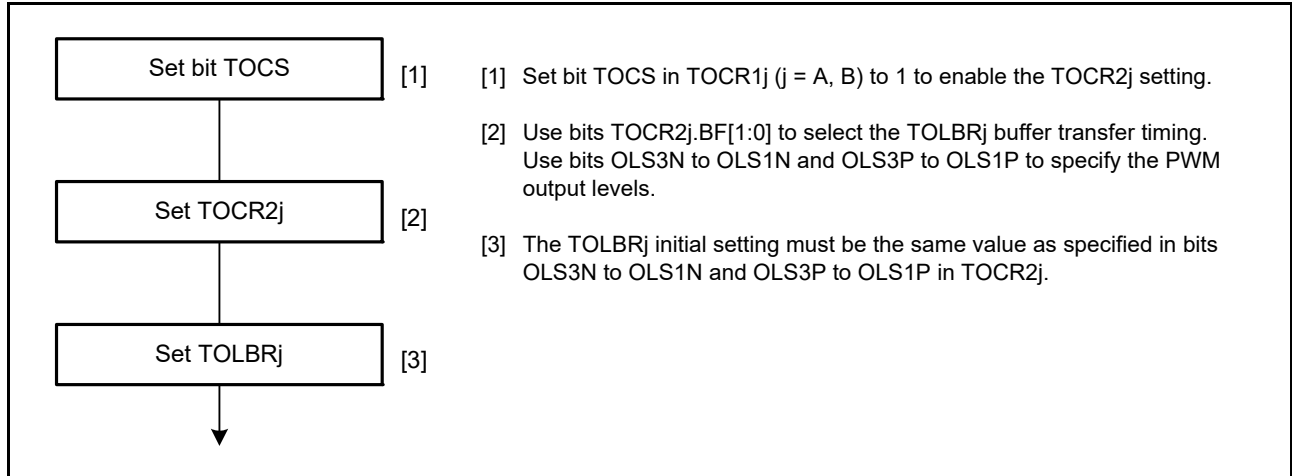 Set bit TOCS
[1]
[1] Set bit TOCS in TOCR1j (j = A, B) to 1 to enable the TOCR2j setting.
[2] Use bits TOCR2j.BF[1:0] to select the TOLBRj buffer transfer timing.
Use bits OLS3N to OLS1N and OLS3P to OLS1P to specify the PWM
output levels.
Set TOCR2j
[2]
[3] The TOLBRj initial setting must be the same value as specified in bits
OLS3N to OLS1N and OLS3P to OLS1P in TOCR2j.
Set TOLBRj
[3]